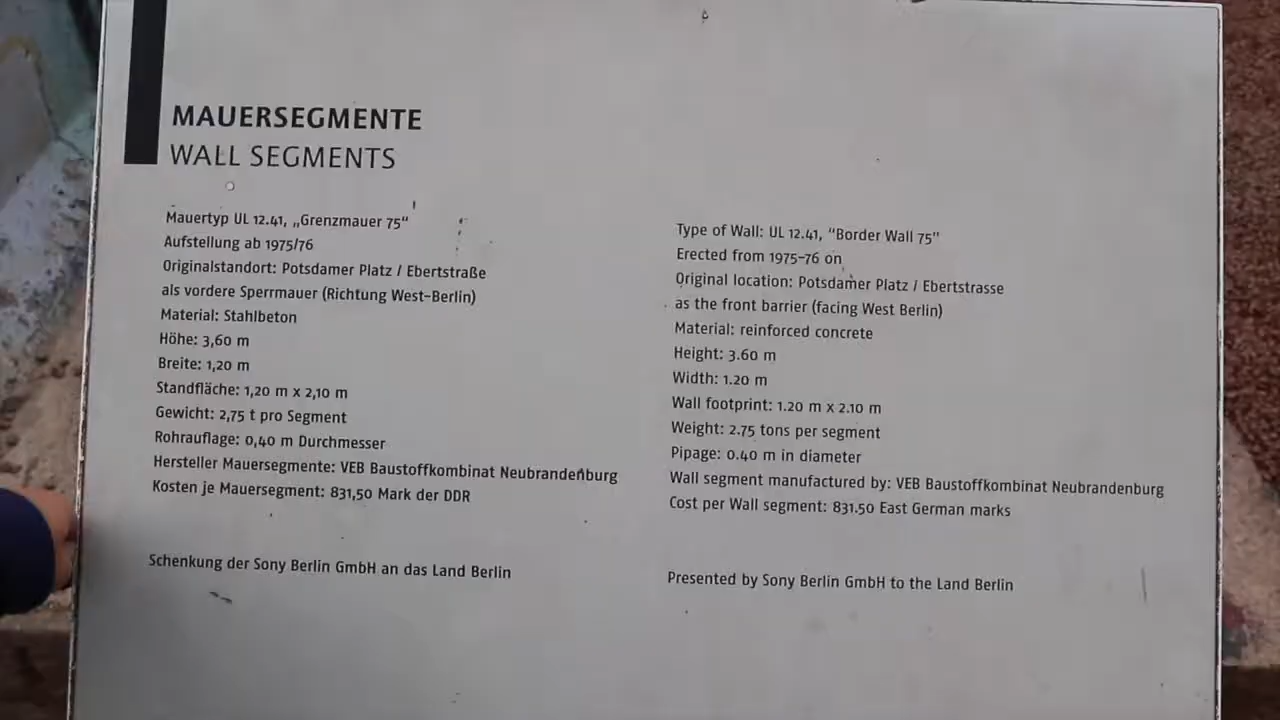 MAUERSEGMENTE
WALL SEGMENTS
Mauertyp UL 12.41, „Grenzmauer 75“
Aufstellung ab 1975/76
Originalstandort: Potsdamer Platz / Ebertstraße
als vordere Sperrmauer (Richtung West-Berlin)
Material: Stahlbeton
Höhe: 3,60 m
Breite: 1,20 m
Standfläche: 1,20 m x 2,10 m
Gewicht: 2,75 t pro Segment
Rohrauflage: 0,40 m Durchmesser
Hersteller Mauersegmente: VEB Baustoffkombinat Neubrandenburg
Kosten je Mauersegment: 831,50 Mark der DDR
Schenkung der Sony Berlin GmbH an das Land Berlin
Type of Wall: UL 12.41, “Border Wall 75”
Erected from 1975–76 on
Original location: Potsdamer Platz / Ebertstrasse
as the front barrier (facing West Berlin)
Material: reinforced concrete
Height: 3.60 m
Width: 1.20 m
Wall footprint: 1.20 m x 2.10 m
Weight: 2.75 tons per segment
Pipage: 0.40 m in diameter
Wall segment manufactured by: VEB Baustoffkombinat Neubrandenburg
Cost per Wall segment: 831.50 East German marks
Presented by Sony Berlin GmbH to the Land Berlin